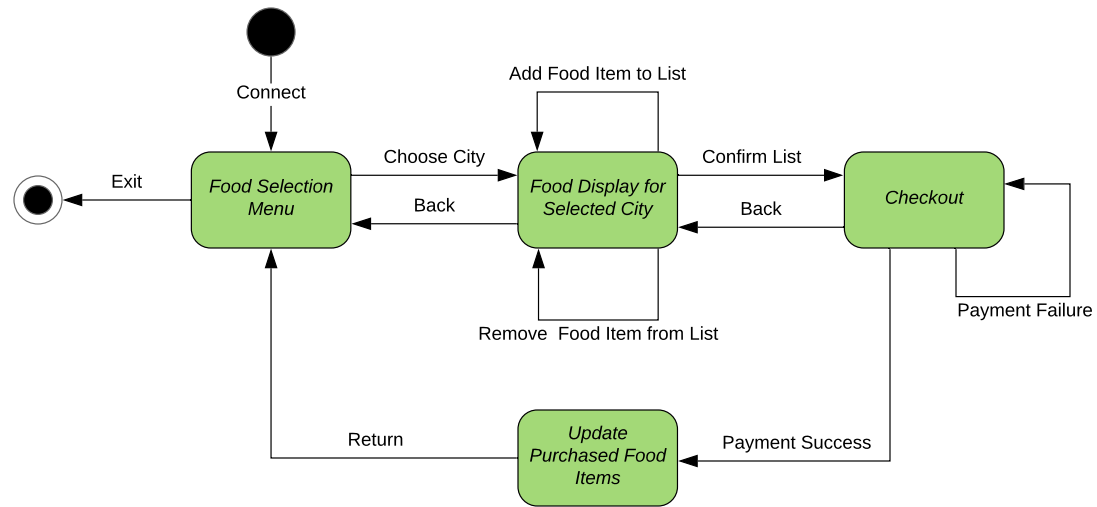 Add Food Item to List
Connect
Choose City
Confirm List
Exit
Food Selection
Menu
Food Display for
Selected City
Checkout
Back
Back
Payment Failure
Remove  Food Item from List
Return
Update
Purchased Food
Items
Payment Success